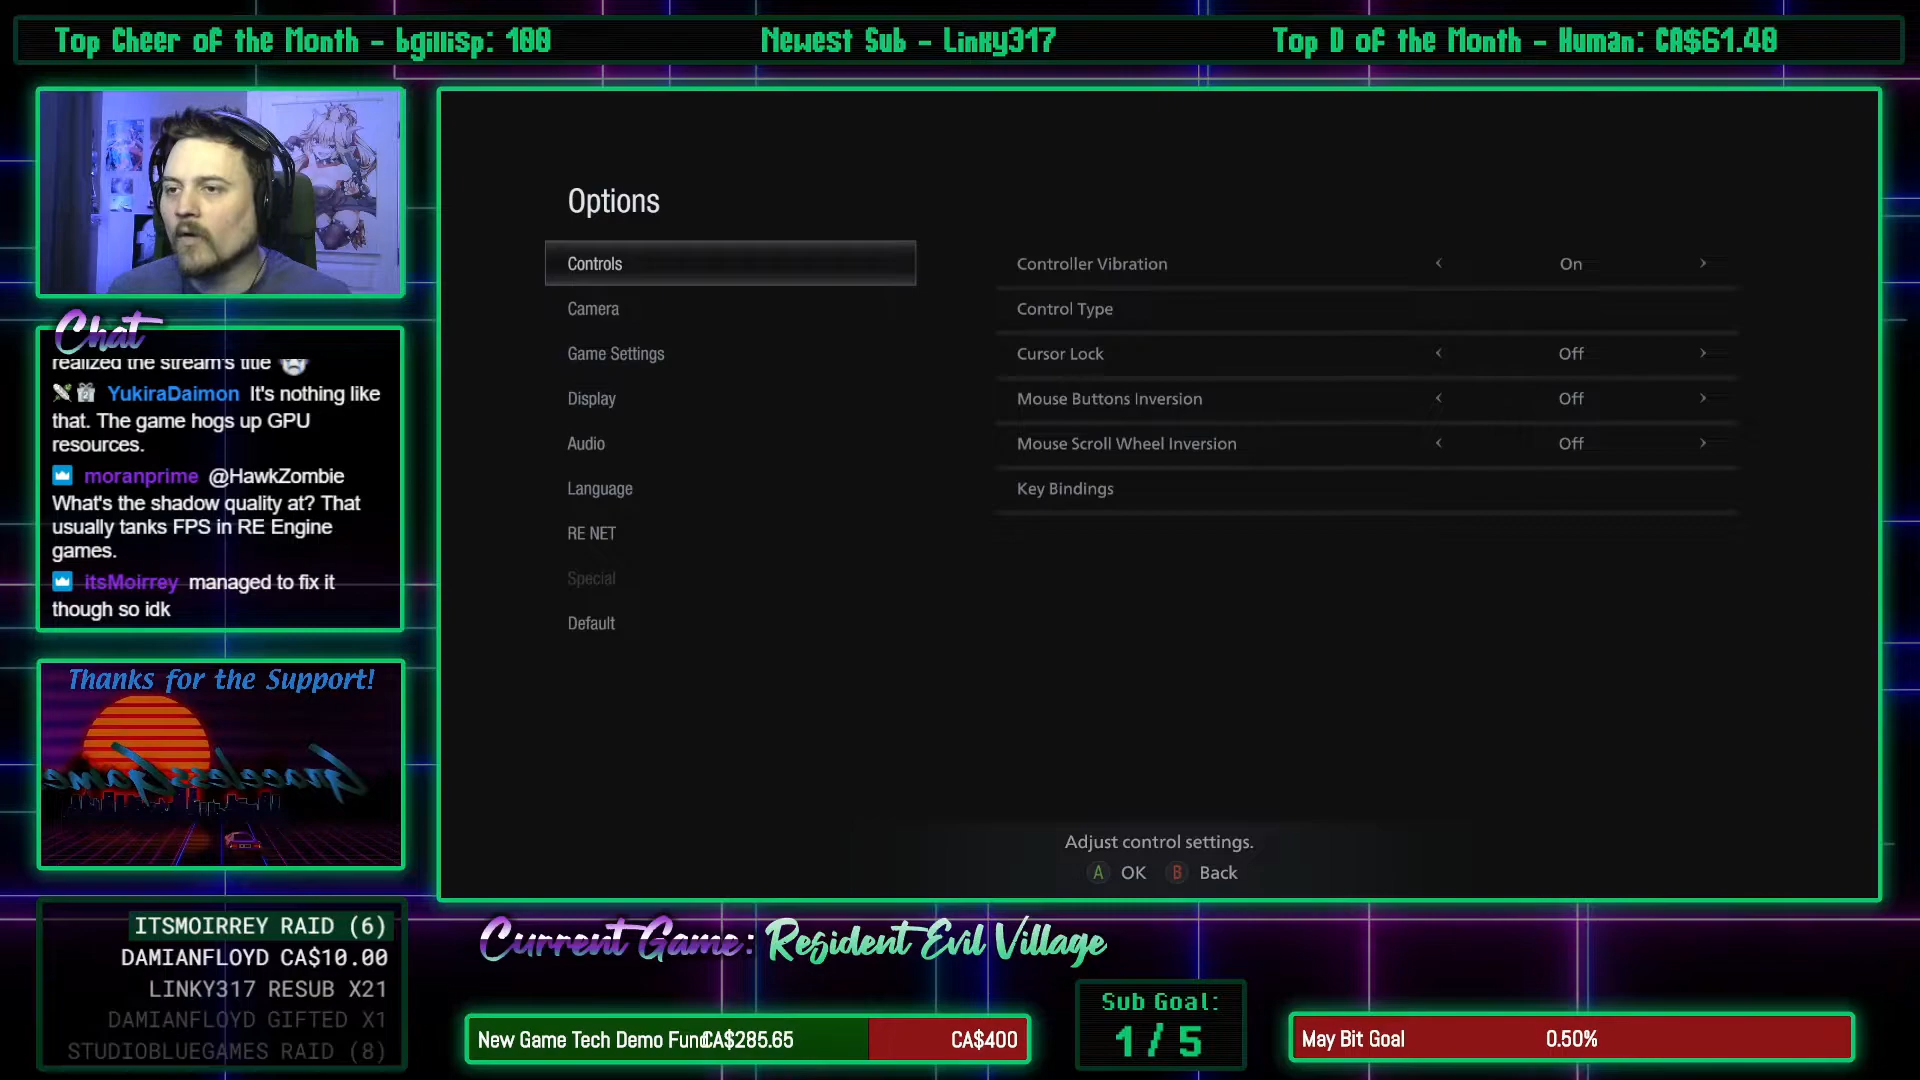 Top Cheer of the Month - bgillisp: 100
Newest Sub - Linky317
Top D of the Month - Human: CA$61.40
Chat
realized the stream's title
YukiraDaimon It's nothing like
that. The game hogs up GPU
resources.
moranprime @HawkZombie
What's the shadow quality at? That
usually tanks FPS in RE Engine
games.
itsMoirrey managed to fix it
though so idk
Thanks for the Support!
ITSMOIRREY RAID (6)
DAMIANFLOYD CA$10.00
LINKY317 RESUB X21
DAMIANFLOYD GIFTED X1
STUDIOBLUEGAMES RAID (8)
Options
Controls
Camera
Game Settings
Display
Audio
Language
RE NET
Special
Default
Controller Vibration < On >
Control Type
Cursor Lock < Off >
Mouse Buttons Inversion < Off >
Mouse Scroll Wheel Inversion < Off >
Key Bindings
Adjust control settings.
A OK B Back
Current Game: Resident Evil Village
New Game Tech Demo Fund CA$285.65 CA$400
Sub Goal:
1 / 5
May Bit Goal 0.50%